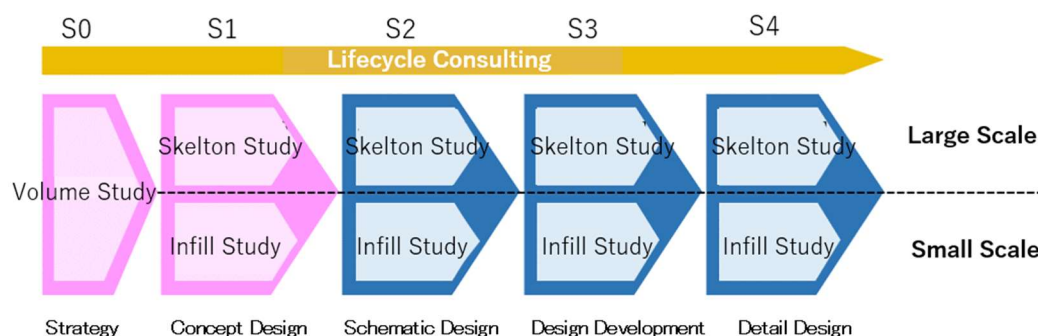 S0 S1 S2 S3 S4
Lifecycle Consulting
Skelton Study Skelton Study Skelton Study Skelton Study Large Scale
Volume Study
Infill Study Infill Study Infill Study Infill Study Small Scale
Strategy Concept Design Schematic Design Design Development Detail Design